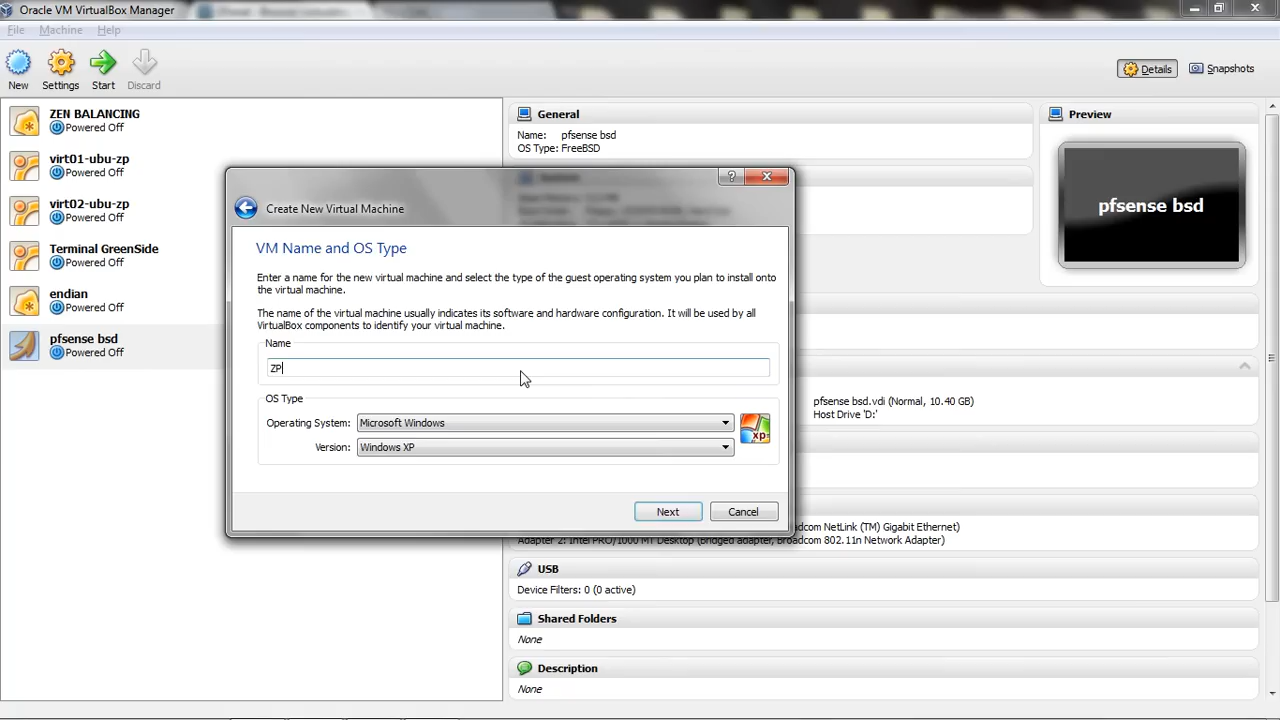 Oracle VM VirtualBox Manager
File Machine Help
New Settings Start Discard
Details Snapshots
ZEN BALANCING
Powered Off
virt01-ubu-zp
Powered Off
virt02-ubu-zp
Powered Off
Terminal GreenSide
Powered Off
endian
Powered Off
pfsense bsd
Powered Off
General
Name: pfsense bsd
OS Type: FreeBSD
Preview
pfsense bsd
Create New Virtual Machine
VM Name and OS Type
Enter a name for the new virtual machine and select the type of the guest operating system you plan to install onto
the virtual machine.
The name of the virtual machine usually indicates its software and hardware configuration. It will be used by all
VirtualBox components to identify your virtual machine.
Name
ZP
OS Type
Operating System: Microsoft Windows
Version: Windows XP
xp
Next Cancel
pfsense bsd.vdi (Normal, 10.40 GB)
Host Drive 'D:'
NetLink (TM) Gigabit Ethernet)
Adapter 2: Intel PRO/1000 MT Desktop (Bridged adapter, Broadcom 802.11n Network Adapter)
USB
Device Filters: 0 (0 active)
Shared Folders
None
Description
None